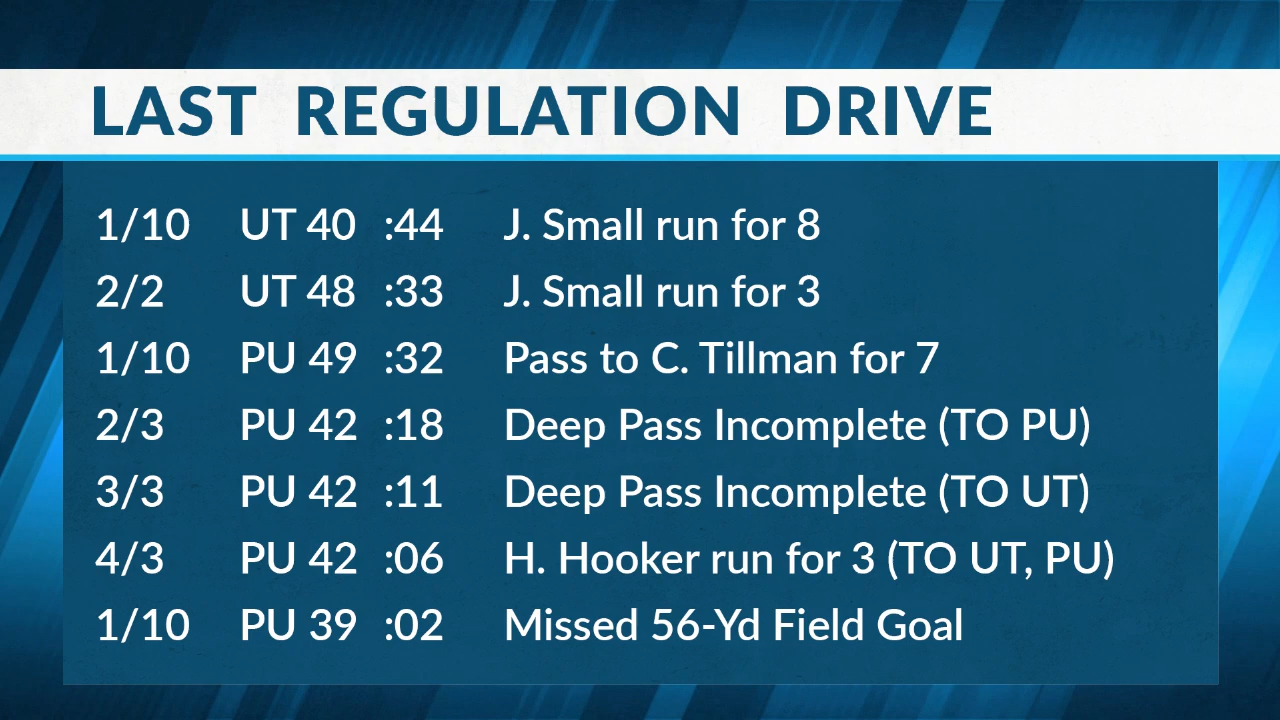 LAST REGULATION DRIVE
1/10 UT 40 :44 J. Small run for 8
2/2 UT 48 :33 J. Small run for 3
1/10 PU 49 :32 Pass to C. Tillman for 7
2/3 PU 42 :18 Deep Pass Incomplete (TO PU)
3/3 PU 42 :11 Deep Pass Incomplete (TO UT)
4/3 PU 42 :06 H. Hooker run for 3 (TO UT, PU)
1/10 PU 39 :02 Missed 56-Yd Field Goal